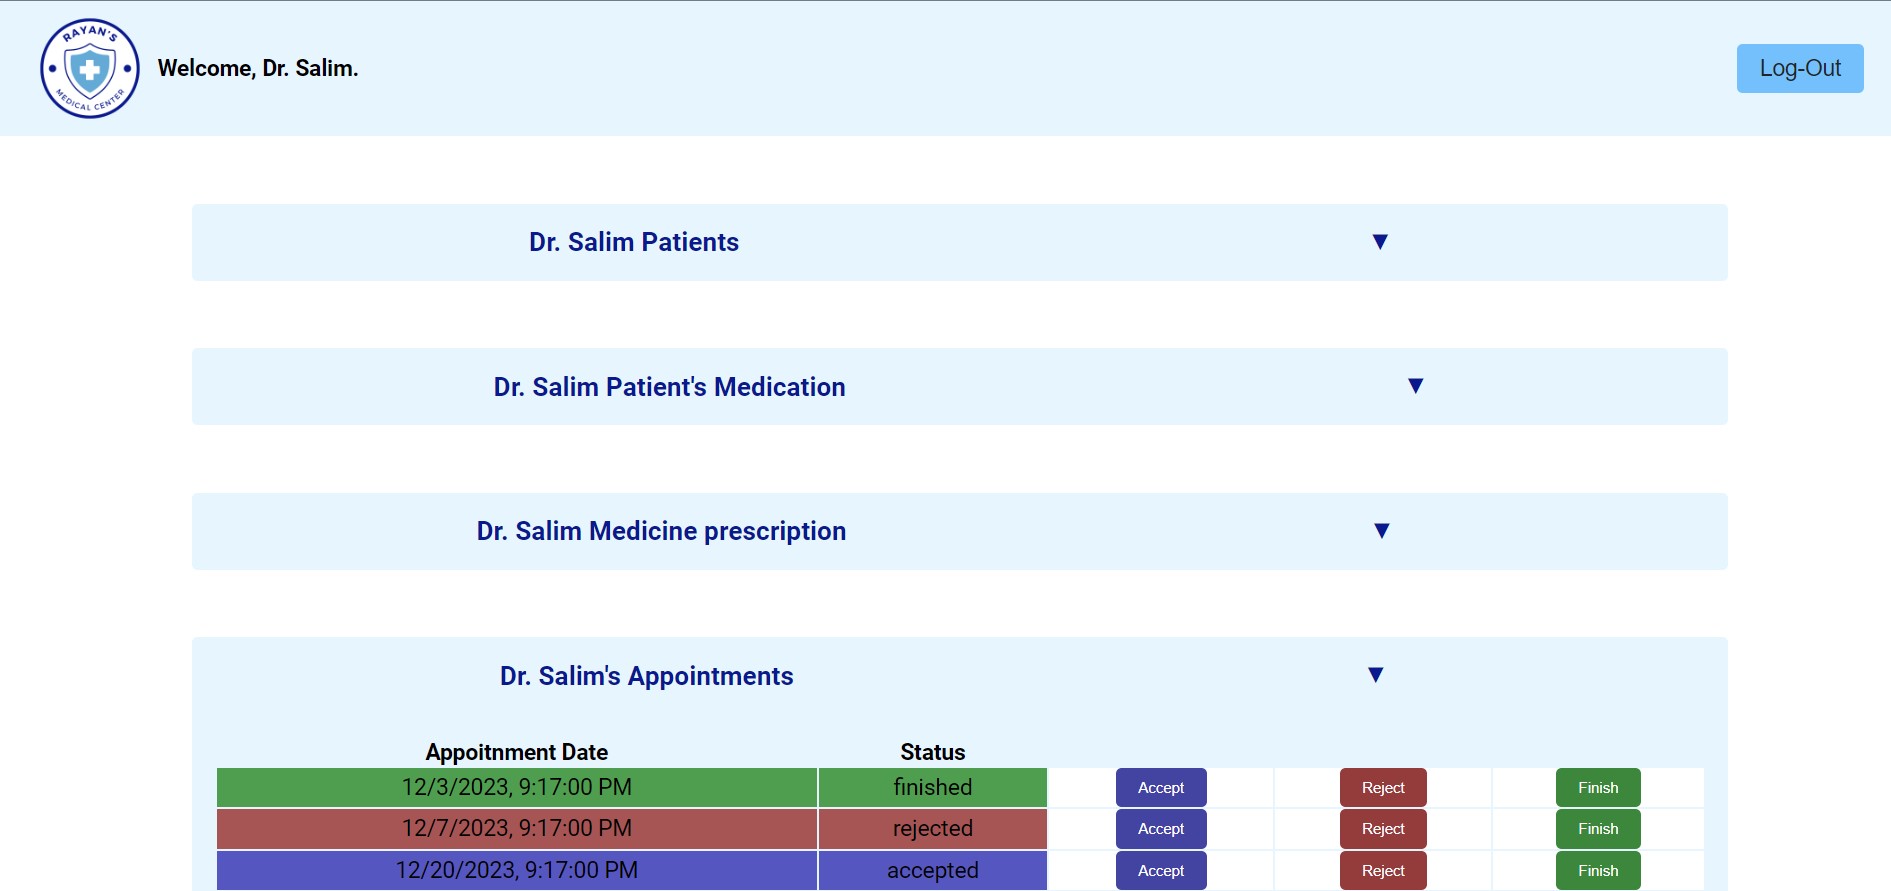 RAYAN'S
MEDICAL CENTER
Welcome, Dr. Salim.
Log-Out
Dr. Salim Patients ▼
Dr. Salim Patient's Medication ▼
Dr. Salim Medicine prescription ▼
Dr. Salim's Appointments ▼
Appoitnment Date Status
12/3/2023, 9:17:00 PM finished Accept Reject Finish
12/7/2023, 9:17:00 PM rejected Accept Reject Finish
12/20/2023, 9:17:00 PM accepted Accept Reject Finish